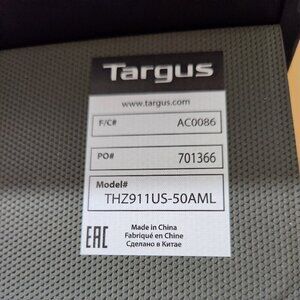 Targus
www.targus.com
F/C# AC0086
PO# 701366
Model#
THZ911US-50AML
EAC
Made in China
Fabriqué en Chine
Сделано в Китае